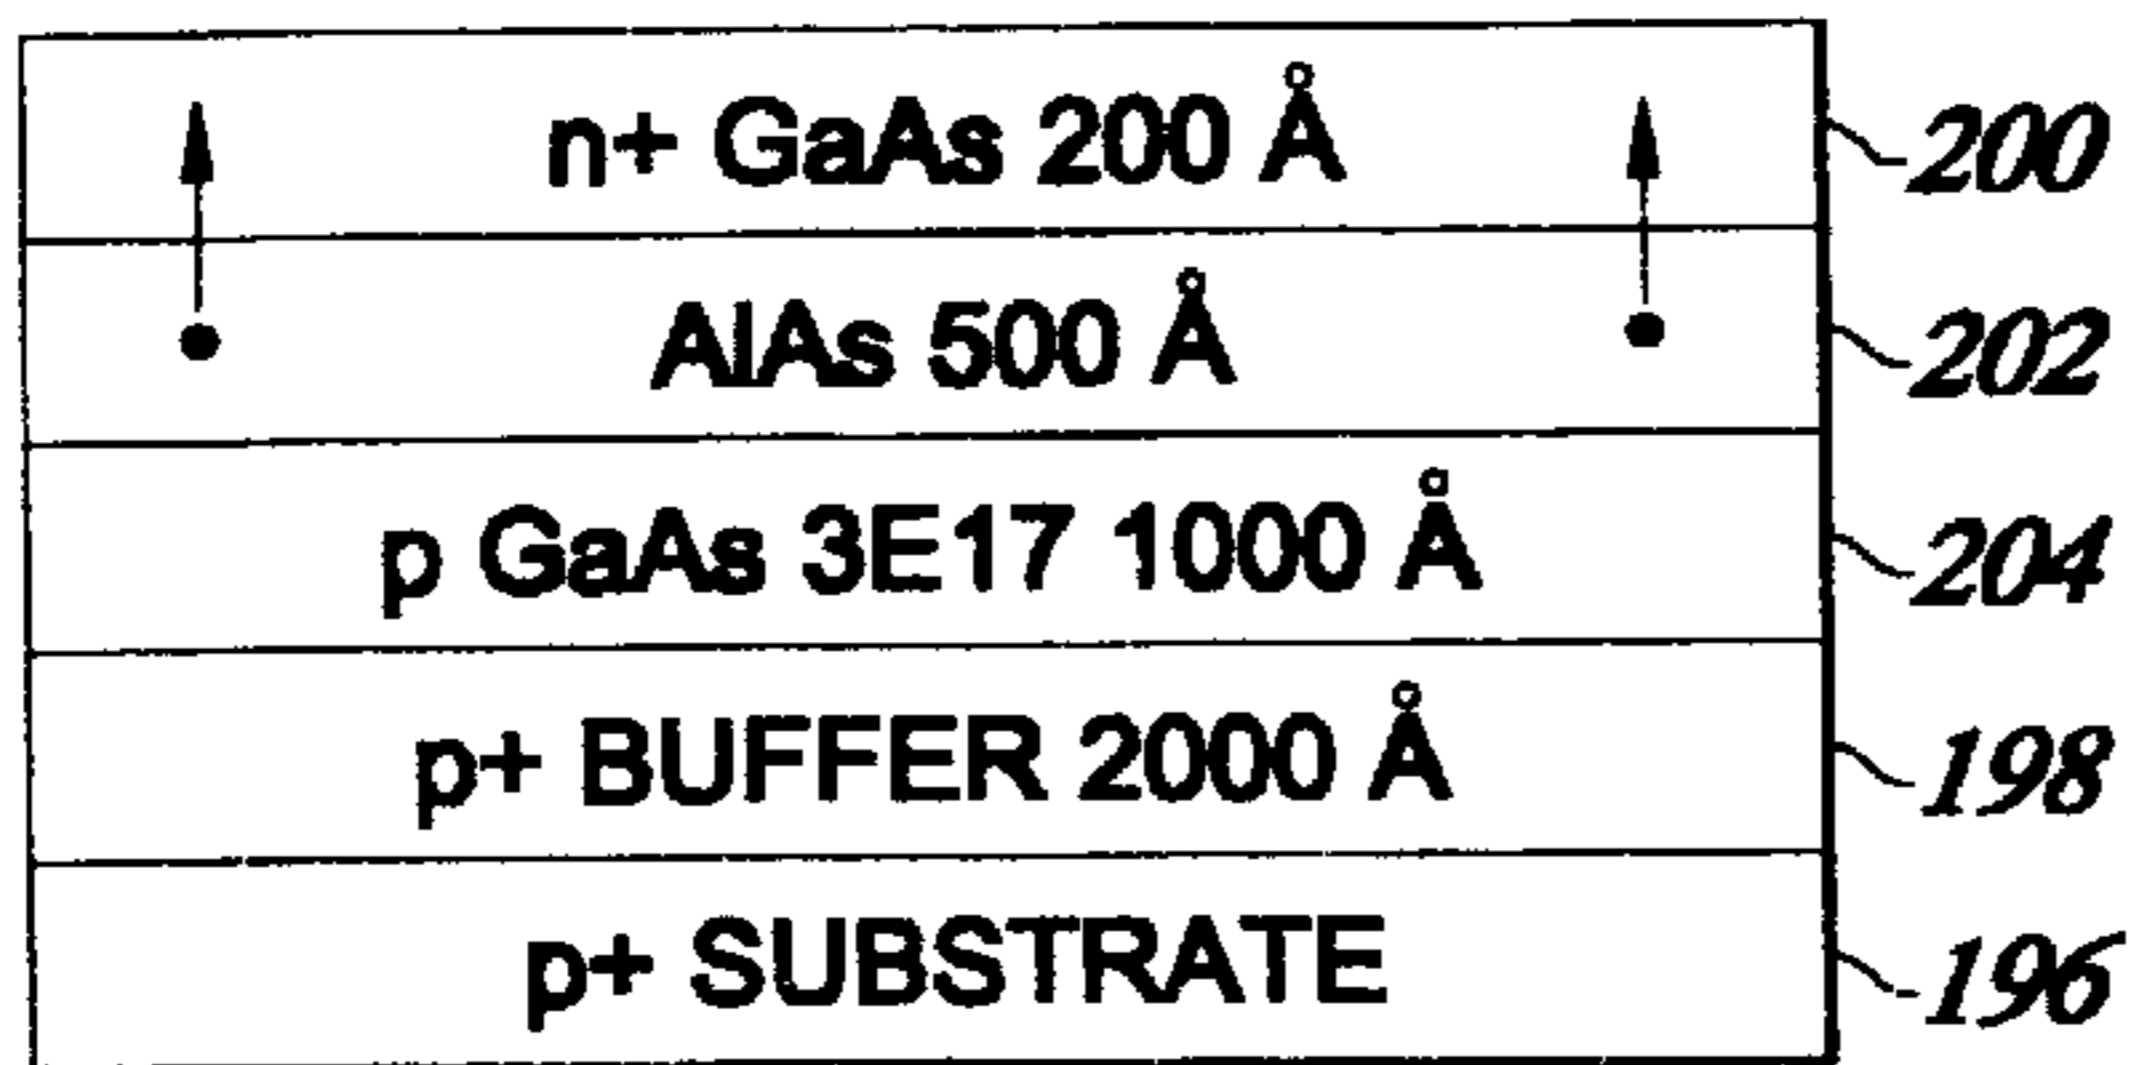 n+ GaAs 200 Å 200
AlAs 500 Å 202
p GaAs 3E17 1000 Å 204
p+ BUFFER 2000 Å 198
p+ SUBSTRATE 196